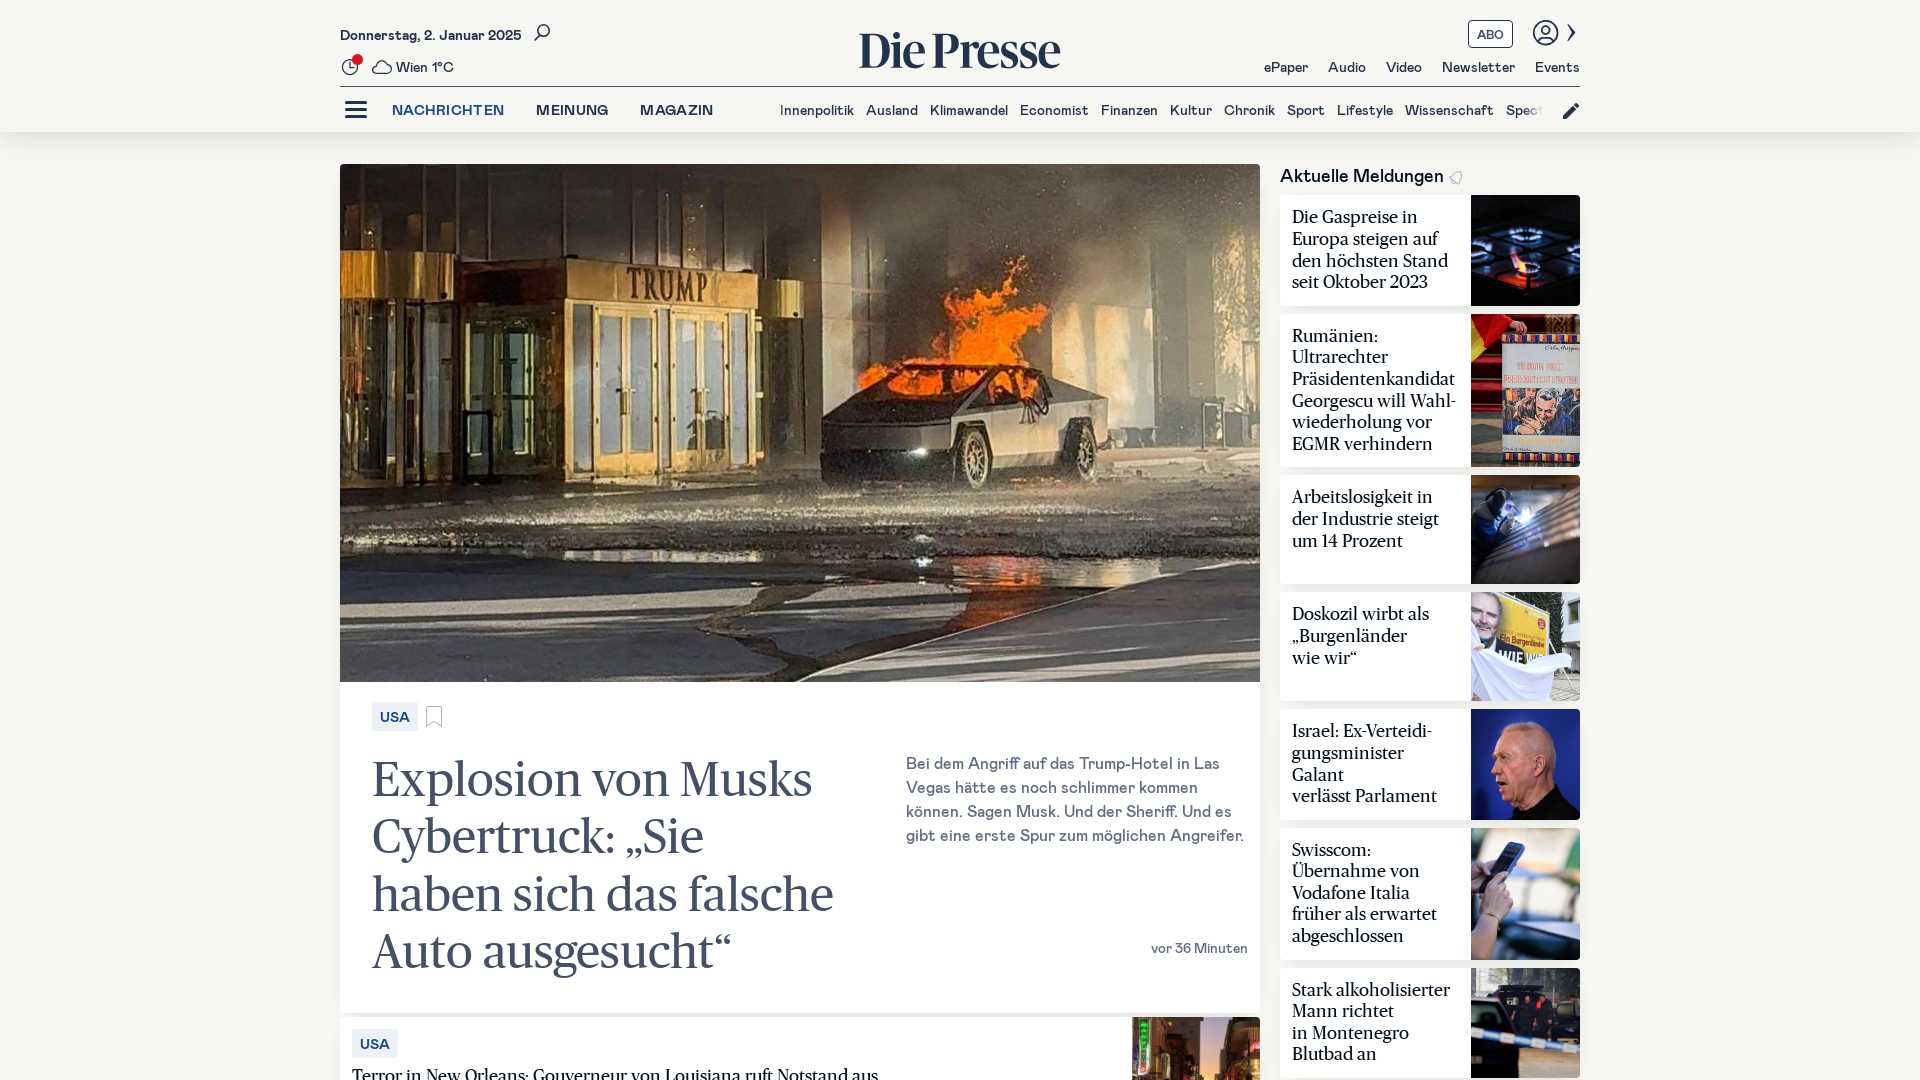 Donnerstag, 2. Januar 2025
Wien 1°C
Die Presse
ABO
ePaper Audio Video Newsletter Events
NACHRICHTEN MEINUNG MAGAZIN
Innenpolitik Ausland Klimawandel Economist Finanzen Kultur Chronik Sport Lifestyle Wissenschaft Spect
TRUMP
USA
Explosion von Musks
Cybertruck: „Sie
haben sich das falsche
Auto ausgesucht“
Bei dem Angriff auf das Trump-Hotel in Las
Vegas hätte es noch schlimmer kommen
können. Sagen Musk. Und der Sheriff. Und es
gibt eine erste Spur zum möglichen Angreifer.
vor 36 Minuten
USA
Terror in New Orleans: Gouverneur von Louisiana ruft Notstand aus
Aktuelle Meldungen
Die Gaspreise in
Europa steigen auf
den höchsten Stand
seit Oktober 2023
Rumänien:
Ultrarechter
Präsidentenkandidat
Georgescu will Wahl-
wiederholung vor
EGMR verhindern
Arbeitslosigkeit in
der Industrie steigt
um 14 Prozent
Doskozil wirbt als
„Burgenländer
wie wir“
Israel: Ex-Verteidi-
gungsminister
Galant
verlässt Parlament
Swisscom:
Übernahme von
Vodafone Italia
früher als erwartet
abgeschlossen
Stark alkoholisierter
Mann richtet
in Montenegro
Blutbad an